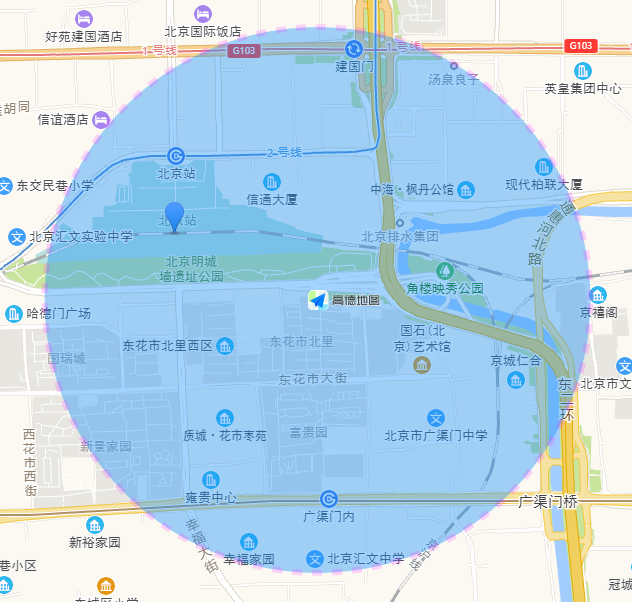 北京国际饭店
好苑建国酒店
1号线
G103
1号线
G103
建国门
汤泉良子
英皇集团中心
胡同
信谊酒店
2号线
北京站
现代柏联大厦
东交民巷小学
中海·枫丹公馆
信通大厦
通惠河北路
北京站
北京汇文实验中学
北京排水集团
北京明城
墙遗址公园
角楼映秀公园
高德地图
哈德门广场
京禧阁
国石(北
京)艺术馆
东花市北里西区
东花市北里
国瑞城
京城仁合
东花市大街
北京市文
东二环
质城·花市枣苑
富贵园
北京市广渠门中学
新景家园
西花市西街
雍贵中心
广渠门内
广渠门桥
幸福大街
新裕家园
京沪线
幸福家园
北京汇文中学
巷小区
冠城
东城区小学